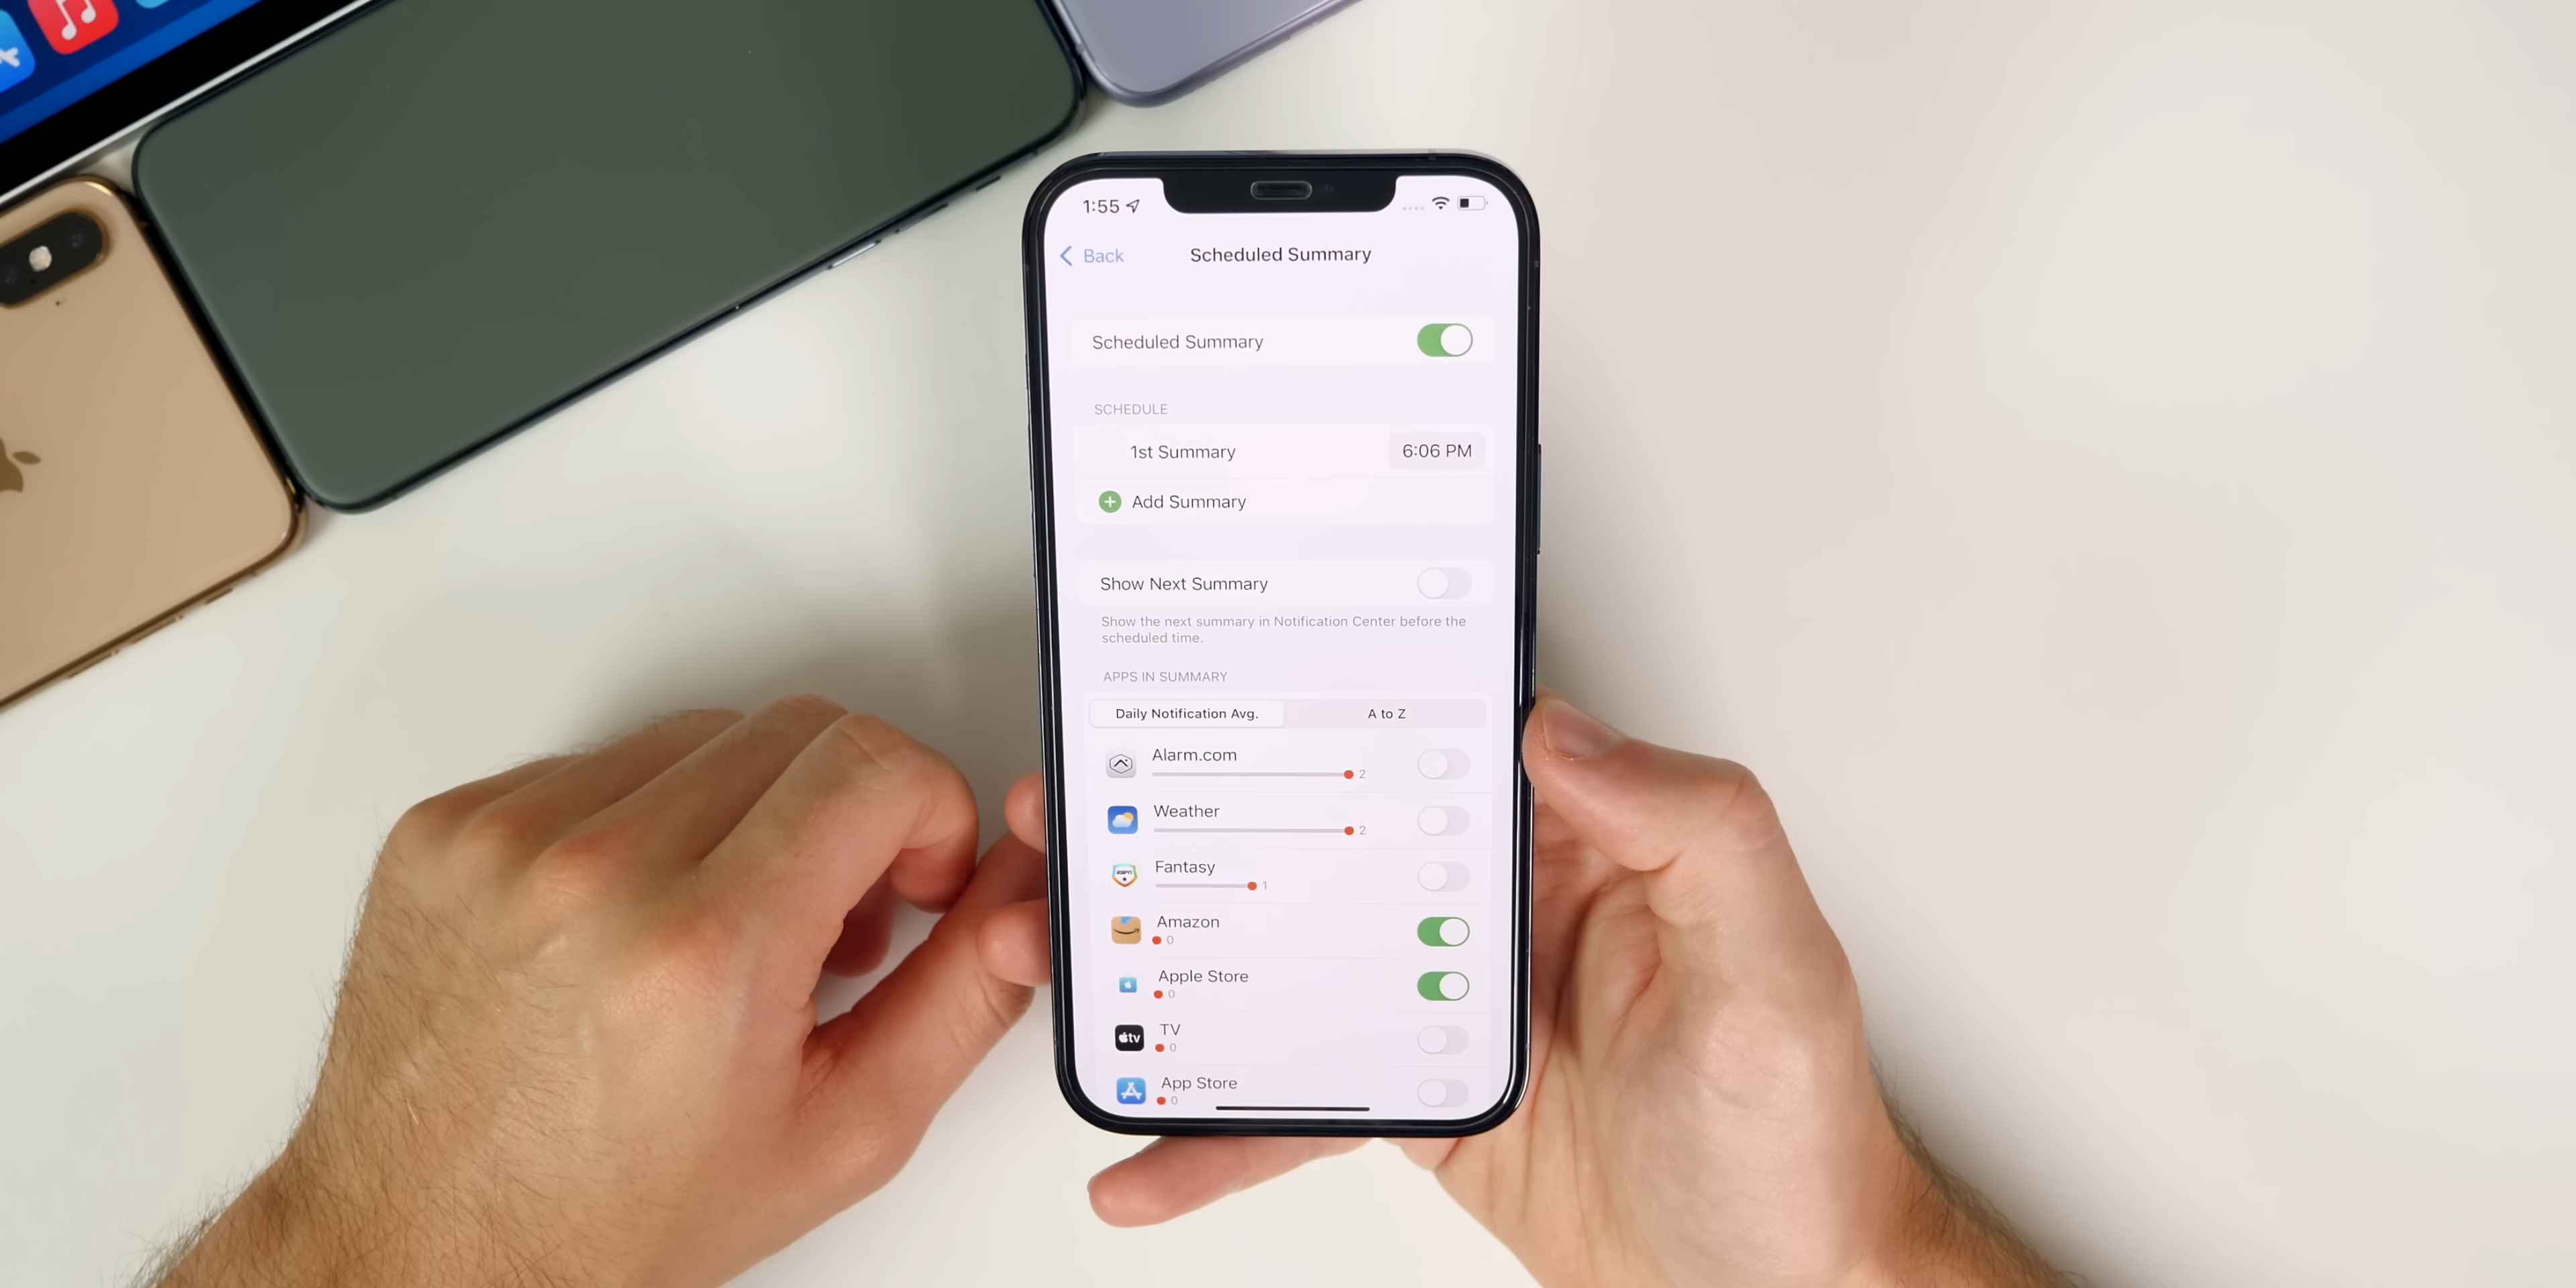 1:55
Back
Scheduled Summary
Scheduled Summary
SCHEDULE
1st Summary
6:06 PM
Add Summary
Show Next Summary
Show the next summary in Notification Center before the
scheduled time.
APPS IN SUMMARY
Daily Notification Avg.
A to Z
Alarm.com
2
Weather
2
Fantasy
1
ESPN
Amazon
0
Apple Store
0
TV
0
tv
App Store
0